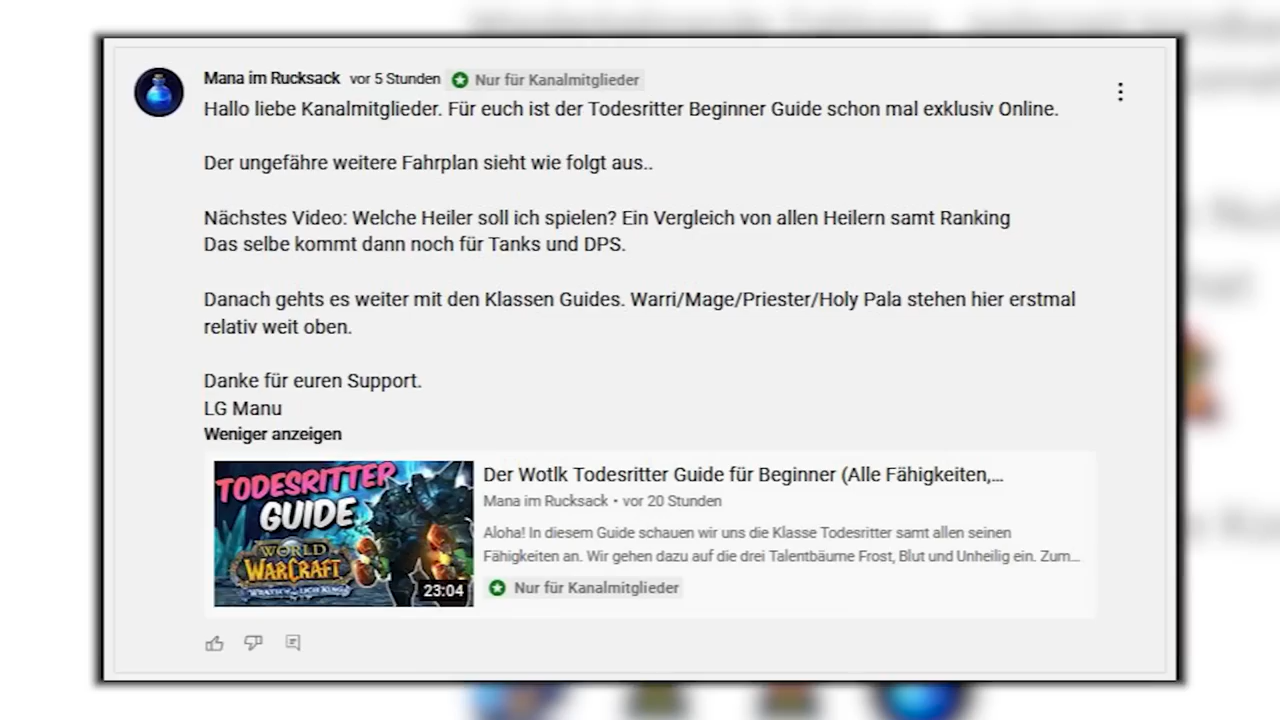 Mana im Rucksack vor 5 Stunden Nur für Kanalmitglieder
Hallo liebe Kanalmitglieder. Für euch ist der Todesritter Beginner Guide schon mal exklusiv Online.
Der ungefähre weitere Fahrplan sieht wie folgt aus..
Nächstes Video: Welche Heiler soll ich spielen? Ein Vergleich von allen Heilern samt Ranking
Das selbe kommt dann noch für Tanks und DPS.
Danach gehts es weiter mit den Klassen Guides. Warri/Mage/Priester/Holy Pala stehen hier erstmal
relativ weit oben.
Danke für euren Support.
LG Manu
Weniger anzeigen
TODESRITTER
GUIDE
WORLD
WARCRAFT
WRATH OF THE LICH KING
23:04
Der Wotlk Todesritter Guide für Beginner (Alle Fähigkeiten,...
Mana im Rucksack • vor 20 Stunden
Aloha! In diesem Guide schauen wir uns die Klasse Todesritter samt allen seinen
Fähigkeiten an. Wir gehen dazu auf die drei Talentbäume Frost, Blut und Unheilig ein. Zum...
Nur für Kanalmitglieder